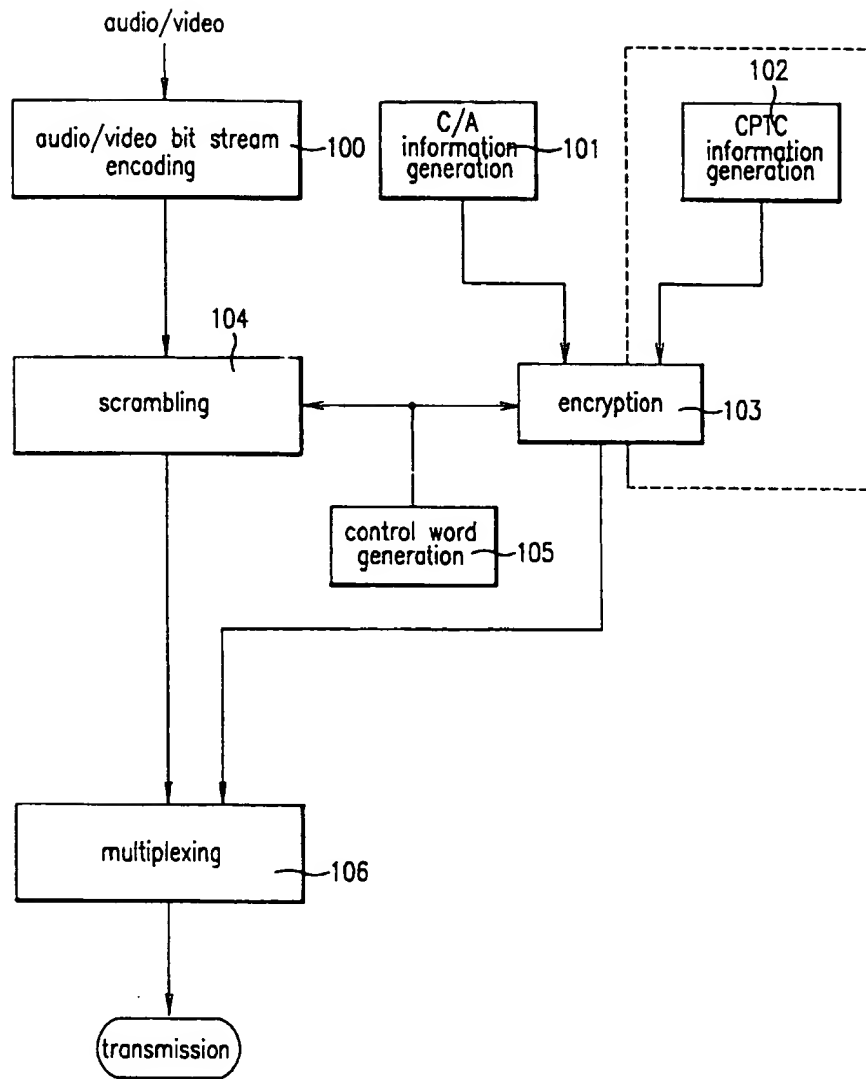 audio/video
audio/video bit stream
encoding
100
C/A
information
generation
101
102
CPTC
information
generation
104
scrambling
encryption
103
control word
generation
105
multiplexing
106
transmission